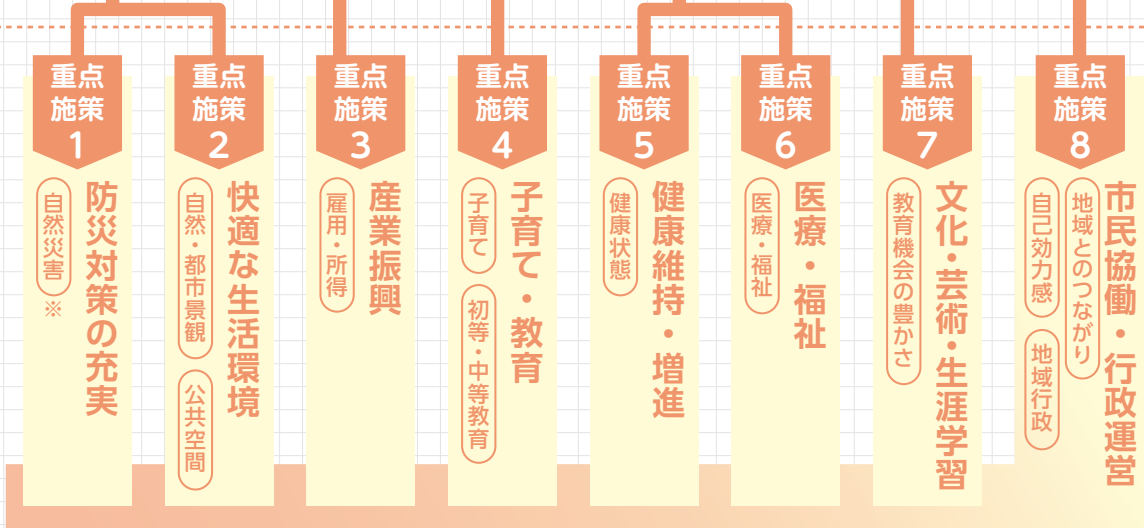 重点
施策
1
防災対策の充実
自然災害
※
重点
施策
2
快適な生活環境
自然・都市景観
公共空間
重点
施策
3
産業振興
雇用・所得
重点
施策
4
子育て・教育
子育て
初等・中等教育
重点
施策
5
健康維持・増進
健康状態
重点
施策
6
医療・福祉
医療・福祉
重点
施策
7
文化・芸術・生涯学習
教育機会の豊かさ
重点
施策
8
市民協働・行政運営
地域とのつながり
自己効力感
地域行政